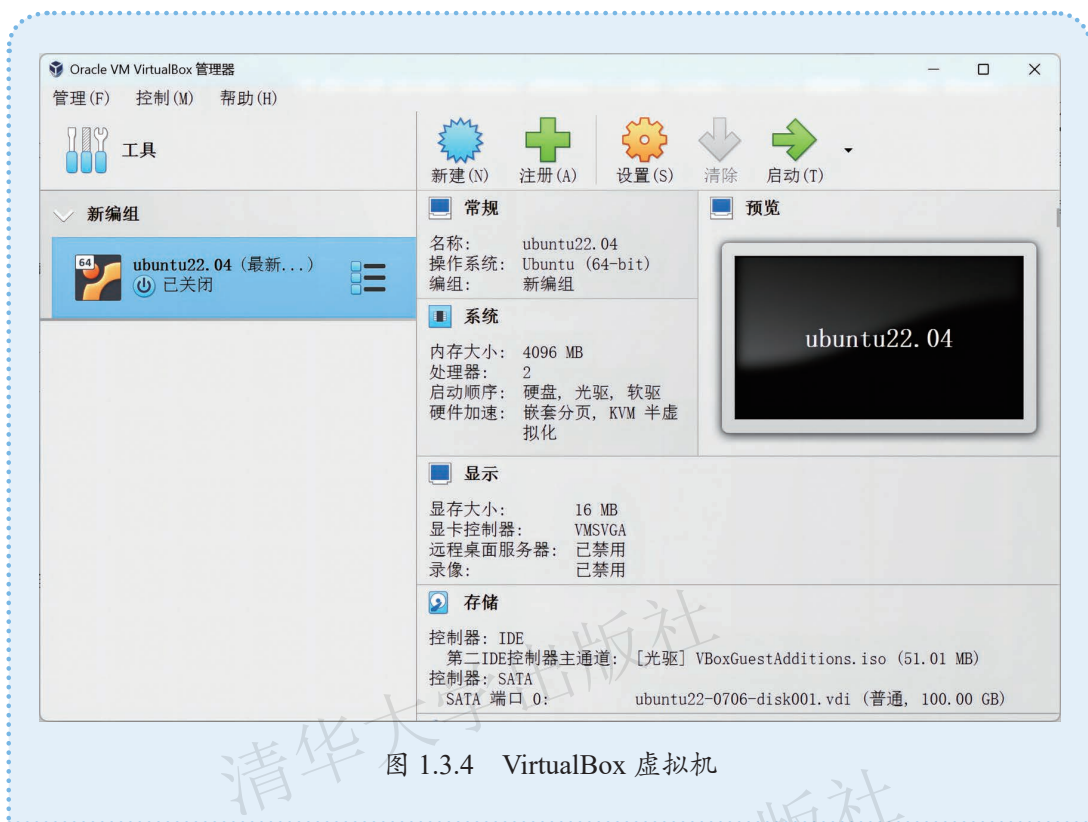 Oracle VM VirtualBox 管理器
管理(F) 控制(M) 帮助(H)
工具
新建(N) 注册(A) 设置(S) 清除 启动(T)
新编组
64
ubuntu22.04 (最新...)
已关闭
常规
名称: ubuntu22.04
操作系统: Ubuntu (64-bit)
编组: 新编组
预览
ubuntu22.04
系统
内存大小: 4096 MB
处理器: 2
启动顺序: 硬盘, 光驱, 软驱
硬件加速: 嵌套分页, KVM 半虚
拟化
显示
显存大小: 16 MB
显卡控制器: VMSVGA
远程桌面服务器: 已禁用
录像: 已禁用
存储
控制器: IDE
第二IDE控制器主通道: [光驱] VBoxGuestAdditions.iso (51.01 MB)
控制器: SATA
SATA 端口 0: ubuntu22-0706-disk001.vdi (普通, 100.00 GB)
图 1.3.4 VirtualBox 虚拟机
清华大学出版社
版社